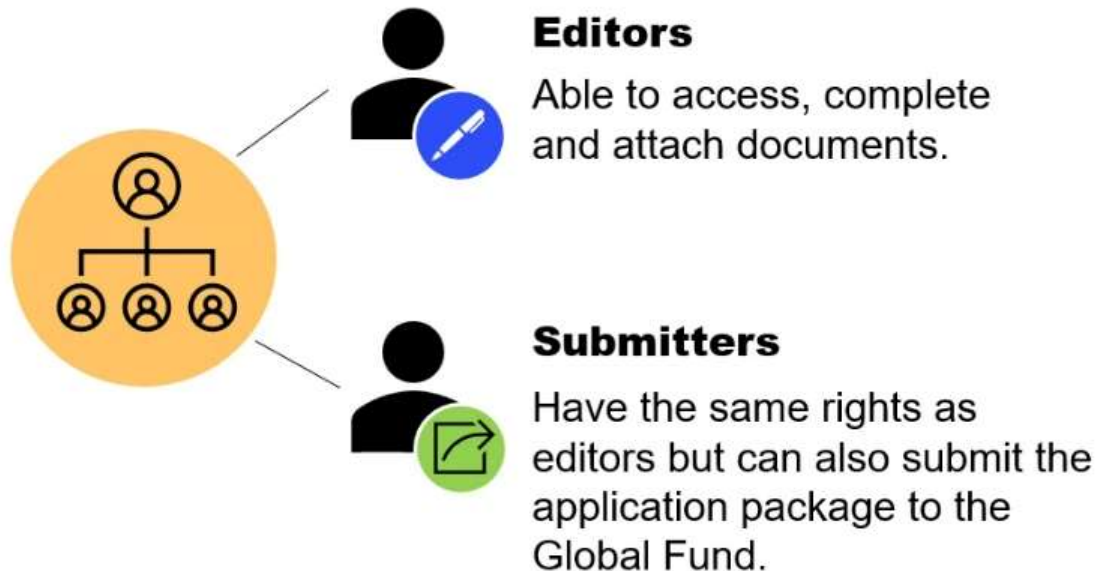 Editors
Able to access, complete
and attach documents.
Submitters
Have the same rights as
editors but can also submit the
application package to the
Global Fund.